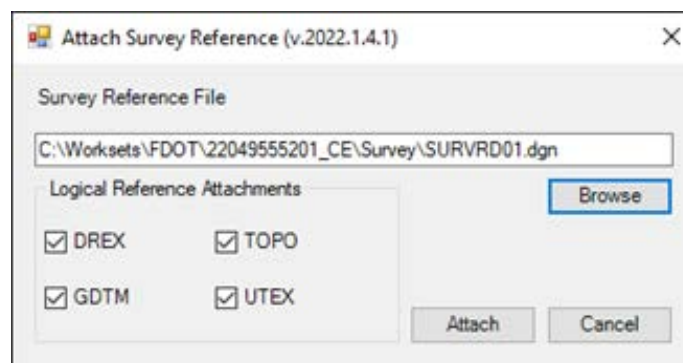 Attach Survey Reference (v.2022.1.4.1)
Survey Reference File
C:\Worksets\FDOT\22049555201_CE\Survey\SURVRD01.dgn
Logical Reference Attachments
Browse
DREX TOPO
GDTM UTEX
Attach Cancel